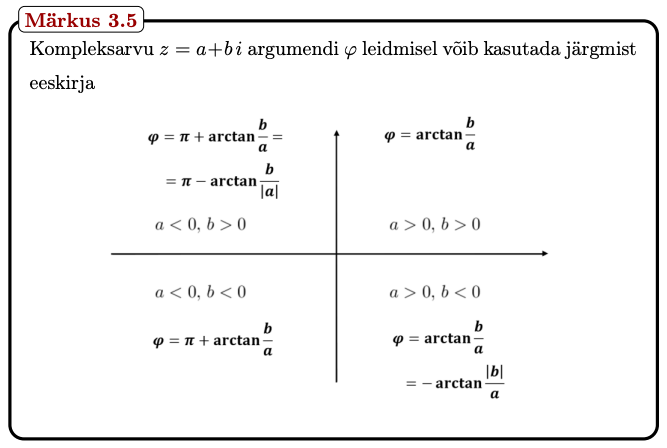 Märkus 3.5
Kompleksarvu z = a+b i argumendi φ leidmisel võib kasutada järgmist
eeskirja
φ = π + arctan b/a =
= π − arctan b/|a|
a < 0, b > 0
φ = arctan b/a
a > 0, b > 0
a < 0, b < 0
φ = π + arctan b/a
a > 0, b < 0
φ = arctan b/a
= − arctan |b|/a